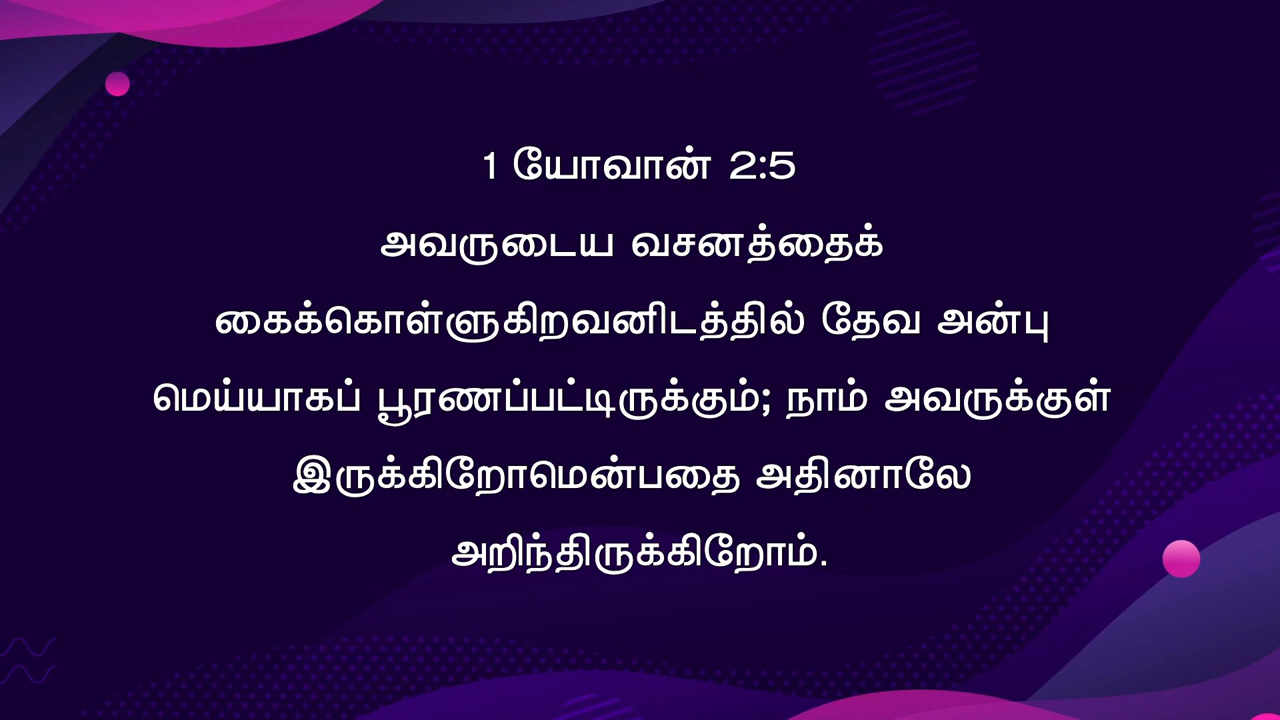 1 யோவான் 2:5
அவருடைய வசனத்தைக்
கைக்கொள்ளுகிறவனிடத்தில் தேவ அன்பு
மெய்யாகப் பூரணப்பட்டிருக்கும்; நாம் அவருக்குள்
இருக்கிறோமென்பதை அதினாலே
அறிந்திருக்கிறோம்.